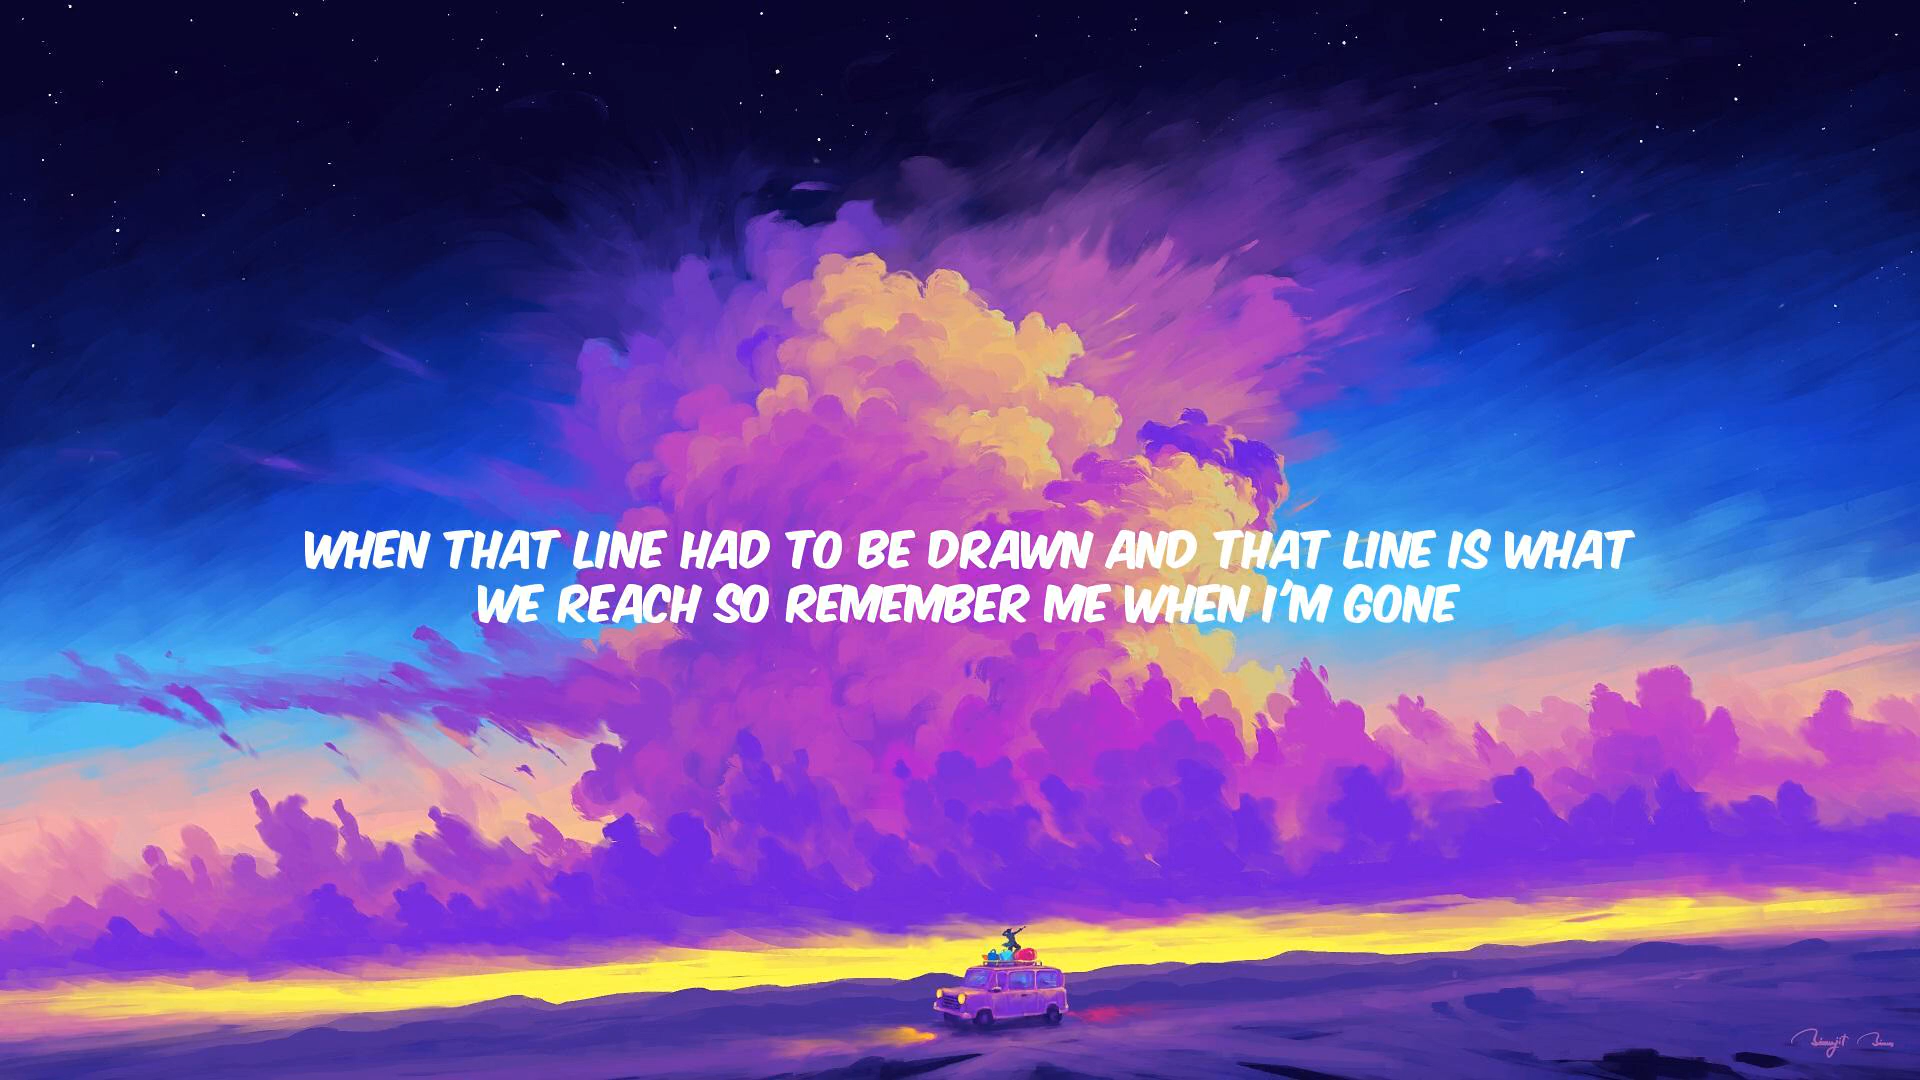 WHEN THAT LINE HAD TO BE DRAWN AND THAT LINE IS WHAT
WE REACH SO REMEMBER ME WHEN I'M GONE